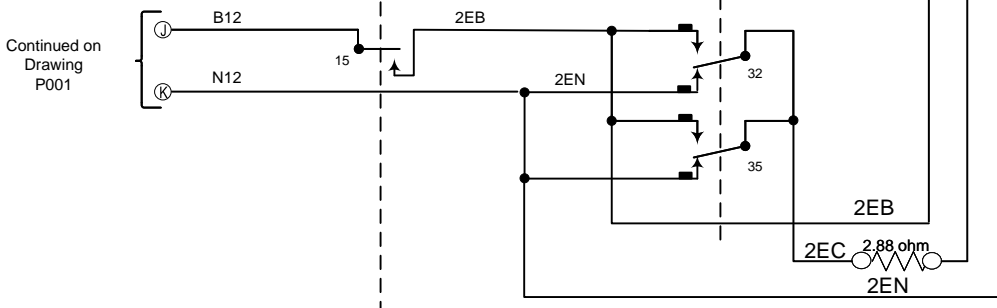 B12
2EB
Continued on
Drawing
P001
J
15
32
N12
2EN
K
35
2EB
2EC
2.88 ohm
2EN